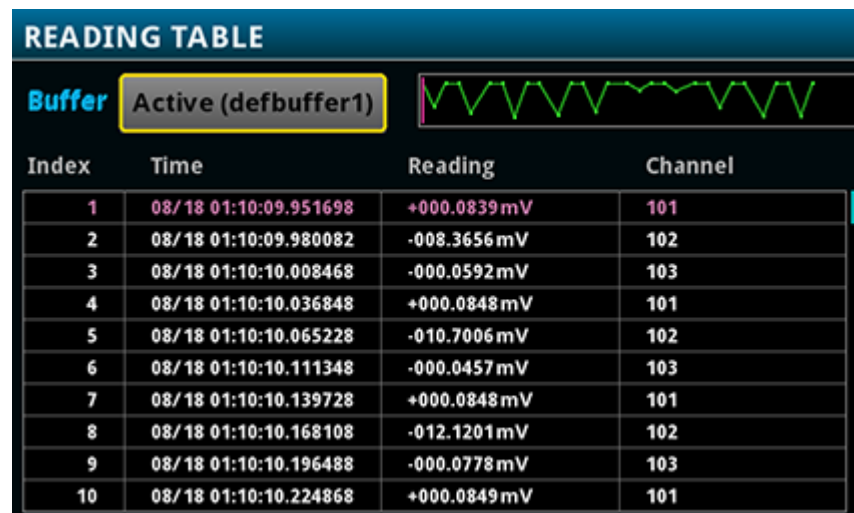 READING TABLE
Buffer Active (defbuffer1)
Index Time Reading Channel
1 08/18 01:10:09.951698 +000.0839mV 101
2 08/18 01:10:09.980082 -008.3656mV 102
3 08/18 01:10:10.008468 -000.0592mV 103
4 08/18 01:10:10.036848 +000.0848mV 101
5 08/18 01:10:10.065228 -010.7006mV 102
6 08/18 01:10:10.111348 -000.0457mV 103
7 08/18 01:10:10.139728 +000.0848mV 101
8 08/18 01:10:10.168108 -012.1201mV 102
9 08/18 01:10:10.196488 -000.0778mV 103
10 08/18 01:10:10.224868 +000.0849mV 101